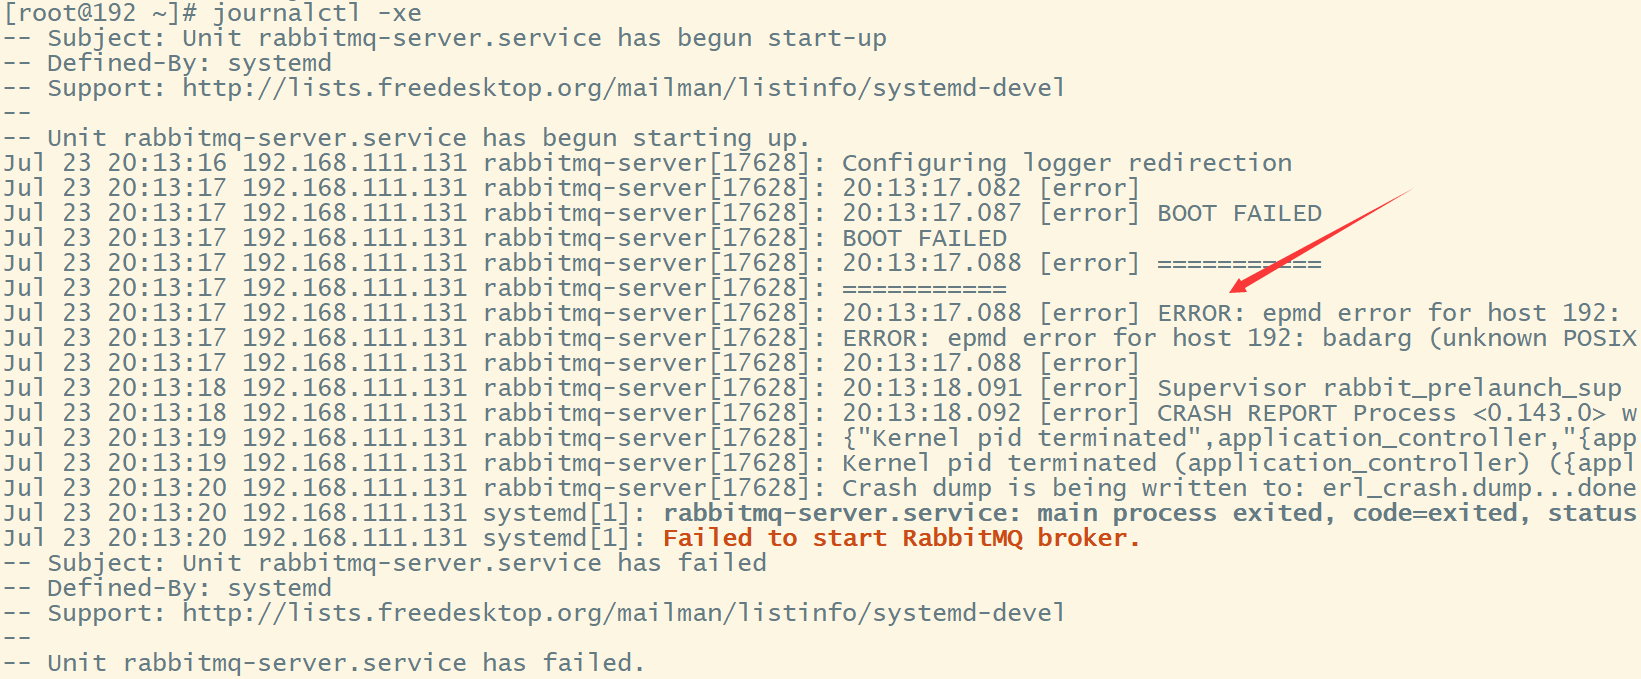 [root@192 ~]# journalctl -xe
-- Subject: Unit rabbitmq-server.service has begun start-up
-- Defined-By: systemd
-- Support: http://lists.freedesktop.org/mailman/listinfo/systemd-devel
--
-- Unit rabbitmq-server.service has begun starting up.
Jul 23 20:13:16 192.168.111.131 rabbitmq-server[17628]: Configuring logger redirection
Jul 23 20:13:17 192.168.111.131 rabbitmq-server[17628]: 20:13:17.082 [error]
Jul 23 20:13:17 192.168.111.131 rabbitmq-server[17628]: 20:13:17.087 [error] BOOT FAILED
Jul 23 20:13:17 192.168.111.131 rabbitmq-server[17628]: BOOT FAILED
Jul 23 20:13:17 192.168.111.131 rabbitmq-server[17628]: 20:13:17.088 [error] ===========
Jul 23 20:13:17 192.168.111.131 rabbitmq-server[17628]: ===========
Jul 23 20:13:17 192.168.111.131 rabbitmq-server[17628]: 20:13:17.088 [error] ERROR: epmd error for host 192:
Jul 23 20:13:17 192.168.111.131 rabbitmq-server[17628]: ERROR: epmd error for host 192: badarg (unknown POSIX
Jul 23 20:13:17 192.168.111.131 rabbitmq-server[17628]: 20:13:17.088 [error]
Jul 23 20:13:18 192.168.111.131 rabbitmq-server[17628]: 20:13:18.091 [error] Supervisor rabbit_prelaunch_sup
Jul 23 20:13:18 192.168.111.131 rabbitmq-server[17628]: 20:13:18.092 [error] CRASH REPORT Process <0.143.0> w
Jul 23 20:13:19 192.168.111.131 rabbitmq-server[17628]: {"Kernel pid terminated",application_controller,"{app
Jul 23 20:13:19 192.168.111.131 rabbitmq-server[17628]: Kernel pid terminated (application_controller) ({appl
Jul 23 20:13:20 192.168.111.131 rabbitmq-server[17628]: Crash dump is being written to: erl_crash.dump...done
Jul 23 20:13:20 192.168.111.131 systemd[1]: rabbitmq-server.service: main process exited, code=exited, status
Jul 23 20:13:20 192.168.111.131 systemd[1]: Failed to start RabbitMQ broker.
-- Subject: Unit rabbitmq-server.service has failed
-- Defined-By: systemd
-- Support: http://lists.freedesktop.org/mailman/listinfo/systemd-devel
--
-- Unit rabbitmq-server.service has failed.